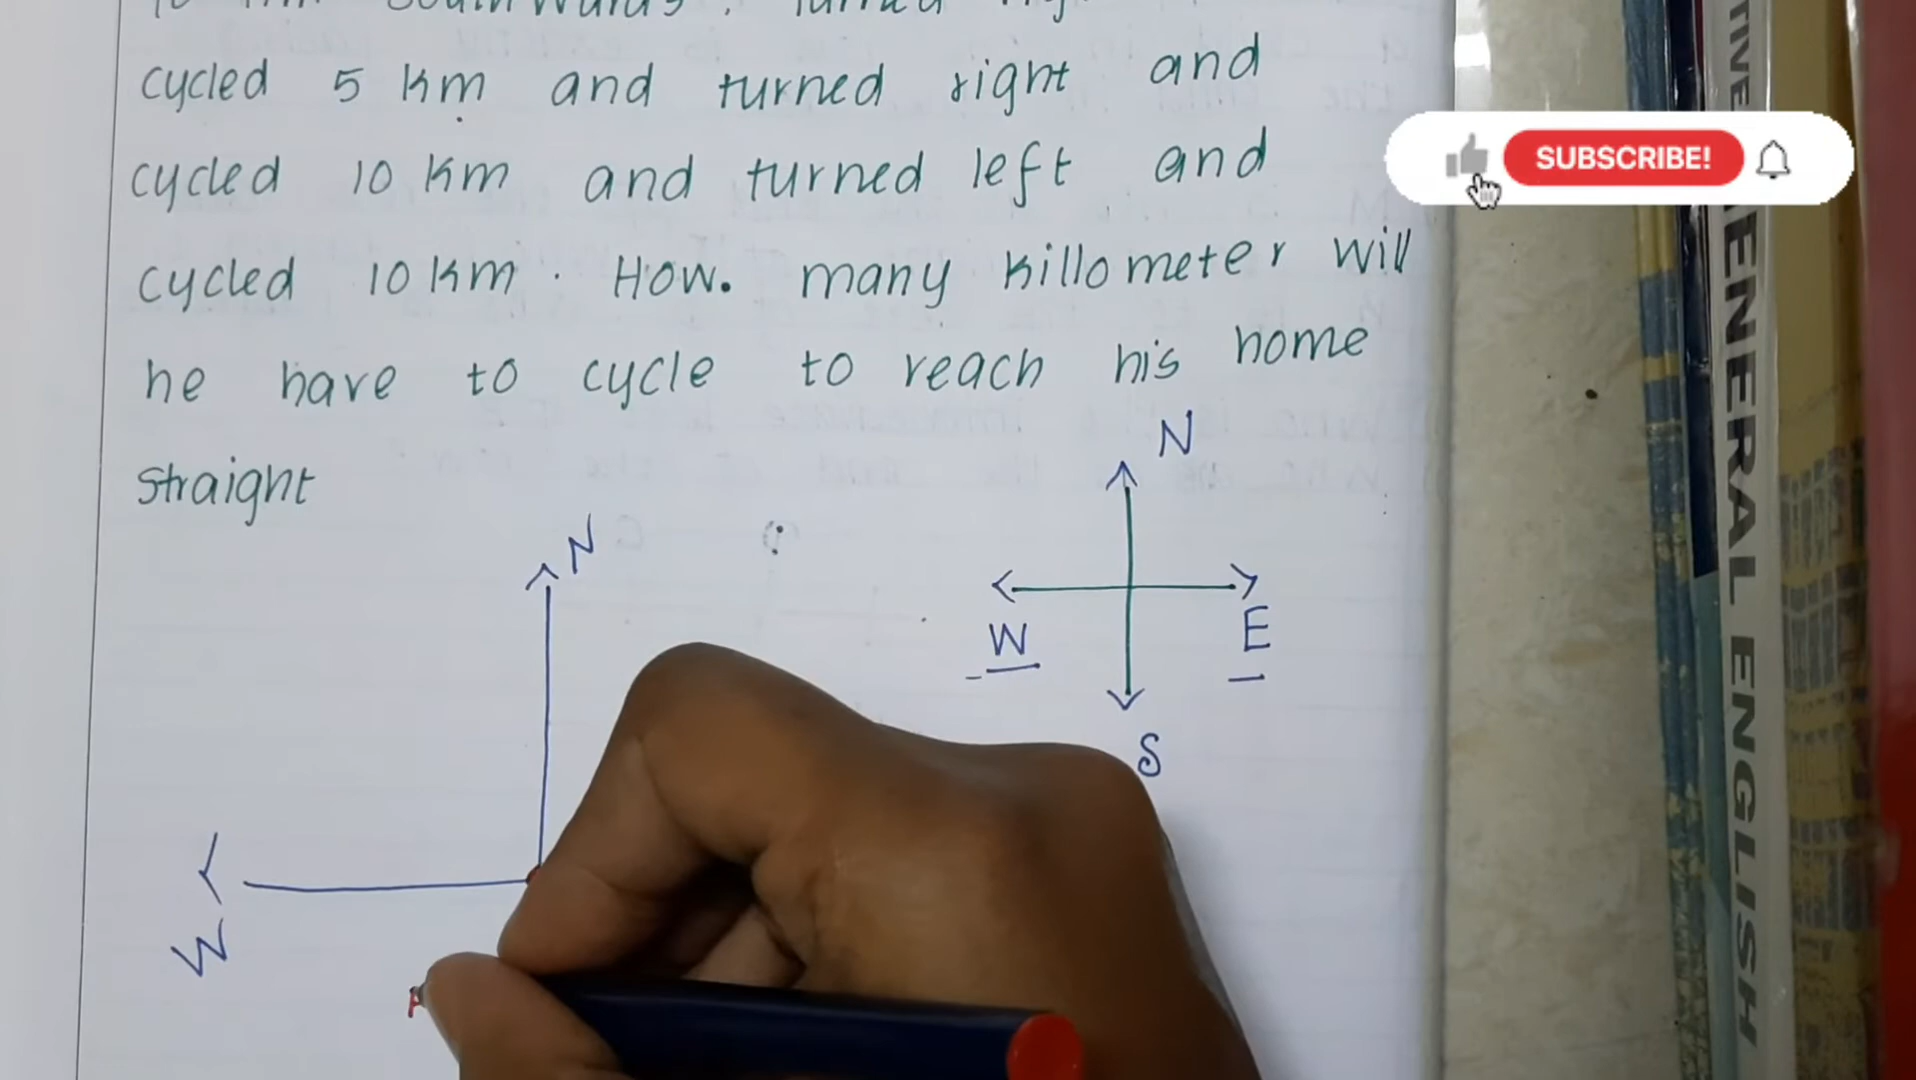 cycled 5 km and turned right and
cycled 10 km and turned left and
cycled 10 km. How. many killometer will
he have to cycle to reach his home
straight
SUBSCRIBE!
N
W
E
S
N
W
GENERAL ENGLISH